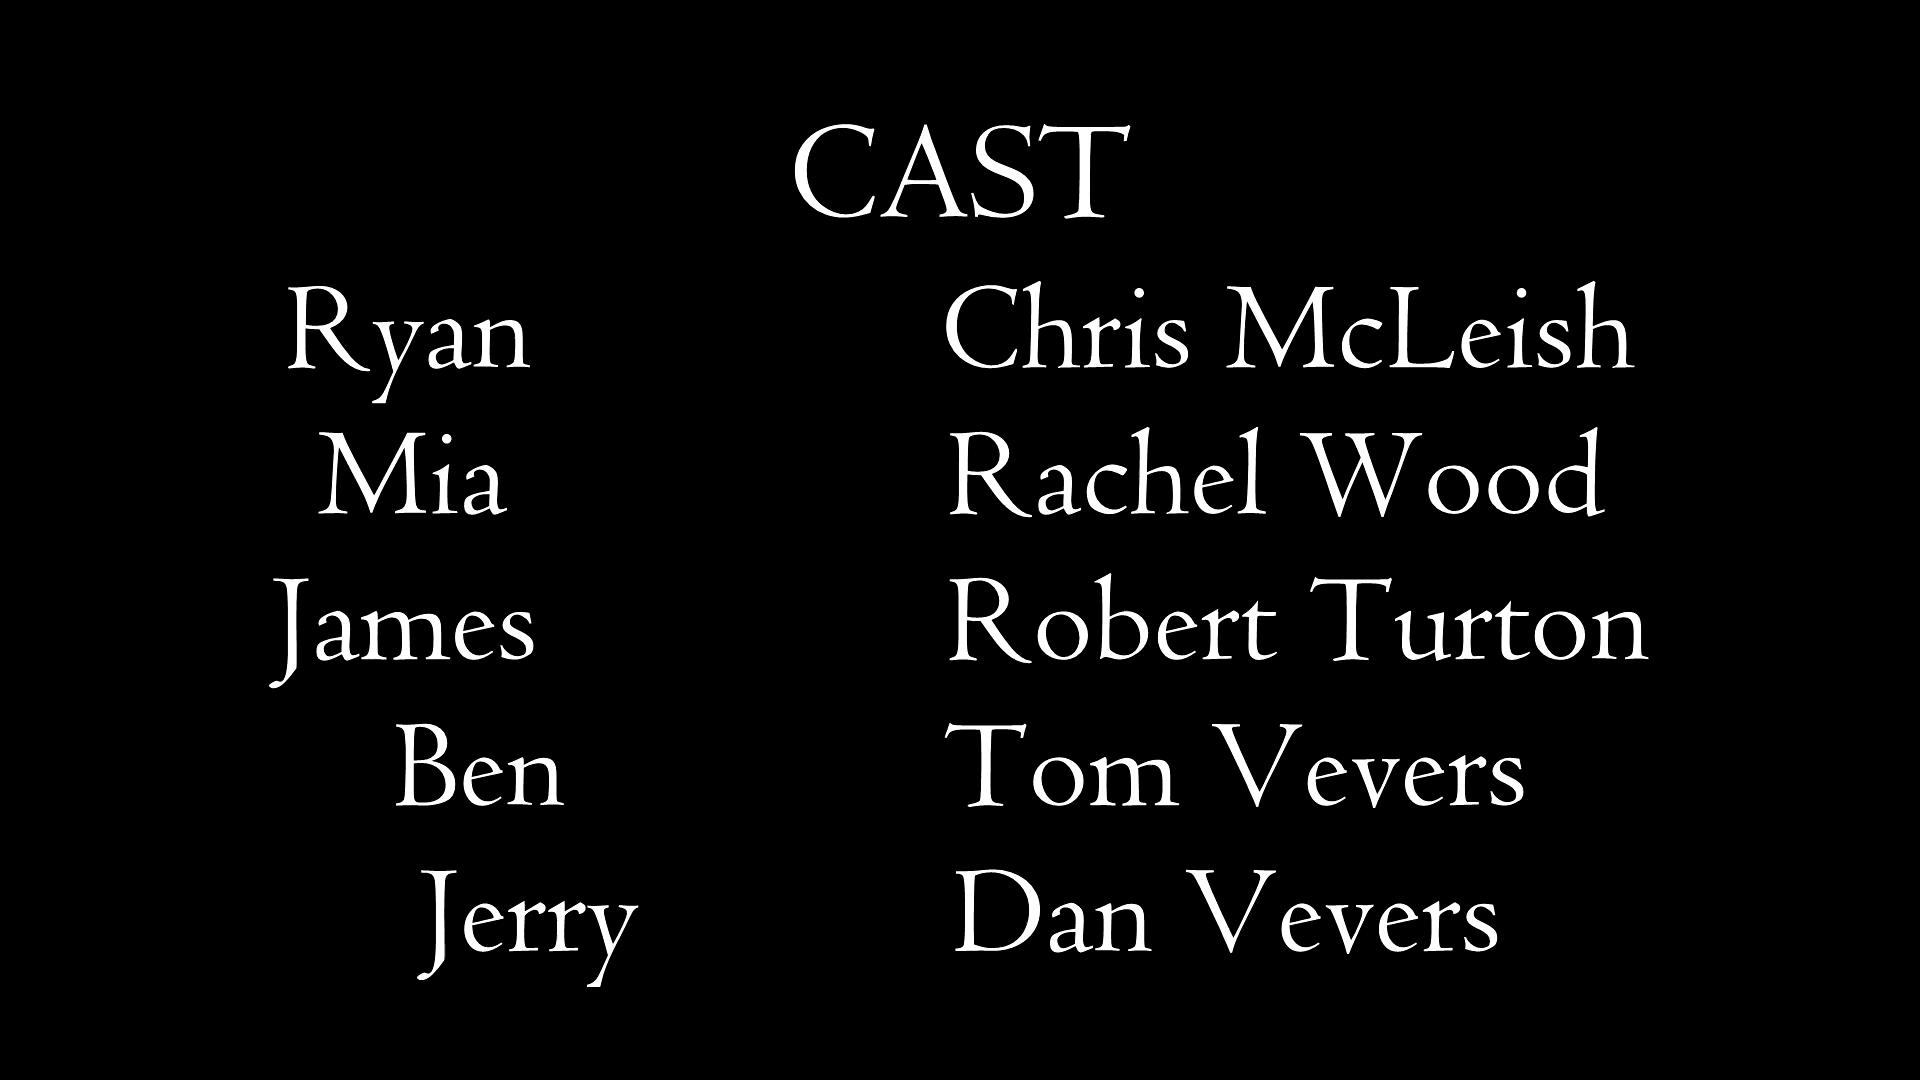 CAST
Ryan Chris McLeish
Mia Rachel Wood
James Robert Turton
Ben Tom Vevers
Jerry Dan Vevers